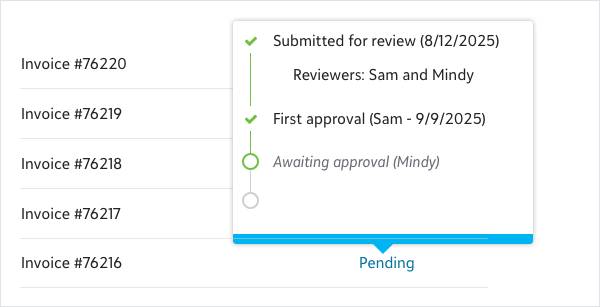 Submitted for review (8/12/2025)
Invoice #76220
Reviewers: Sam and Mindy
Invoice #76219
First approval (Sam - 9/9/2025)
Invoice #76218
Awaiting approval (Mindy)
Invoice #76217
Invoice #76216
Pending